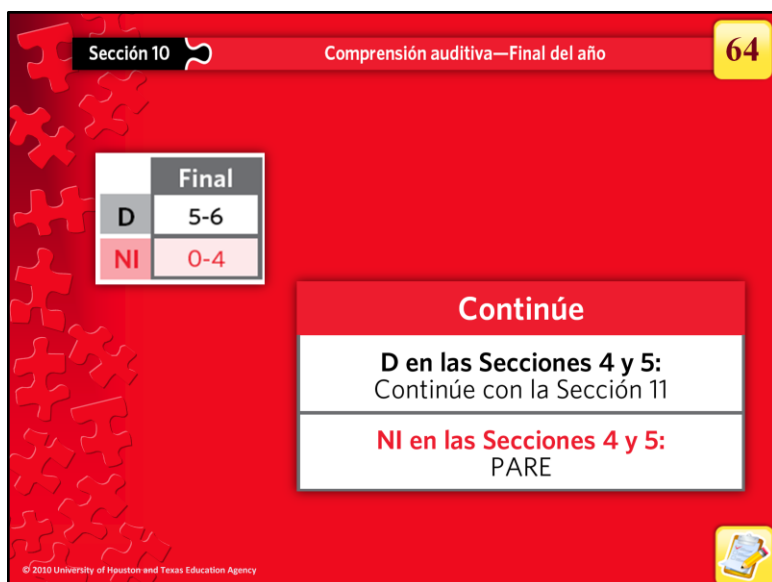 Sección 10
Comprensión auditiva—Final del año
64
Final
D 5-6
NI 0-4
Continúe
D en las Secciones 4 y 5:
Continúe con la Sección 11
NI en las Secciones 4 y 5:
PARE
© 2010 University of Houston and Texas Education Agency